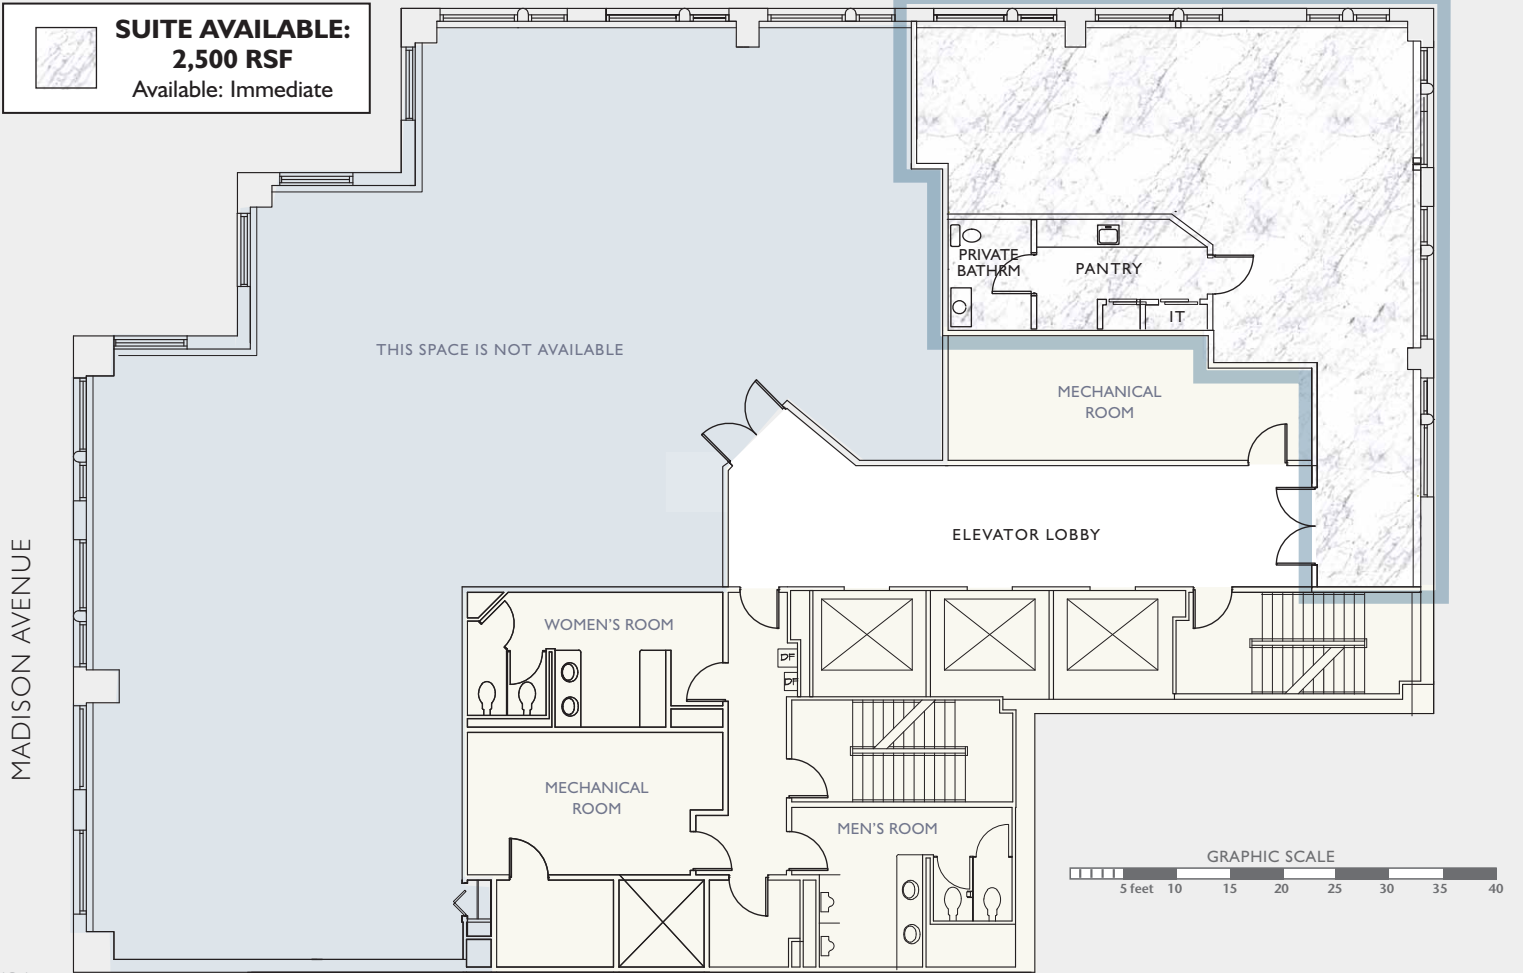 SUITE AVAILABLE:
2,500 RSF
Available: Immediate
PRIVATE
BATHRM
PANTRY
IT
THIS SPACE IS NOT AVAILABLE
MECHANICAL
ROOM
ELEVATOR LOBBY
MADISON AVENUE
WOMEN'S ROOM
DF
DF
MECHANICAL
ROOM
MEN'S ROOM
GRAPHIC SCALE
5 feet 10 15 20 25 30 35 40